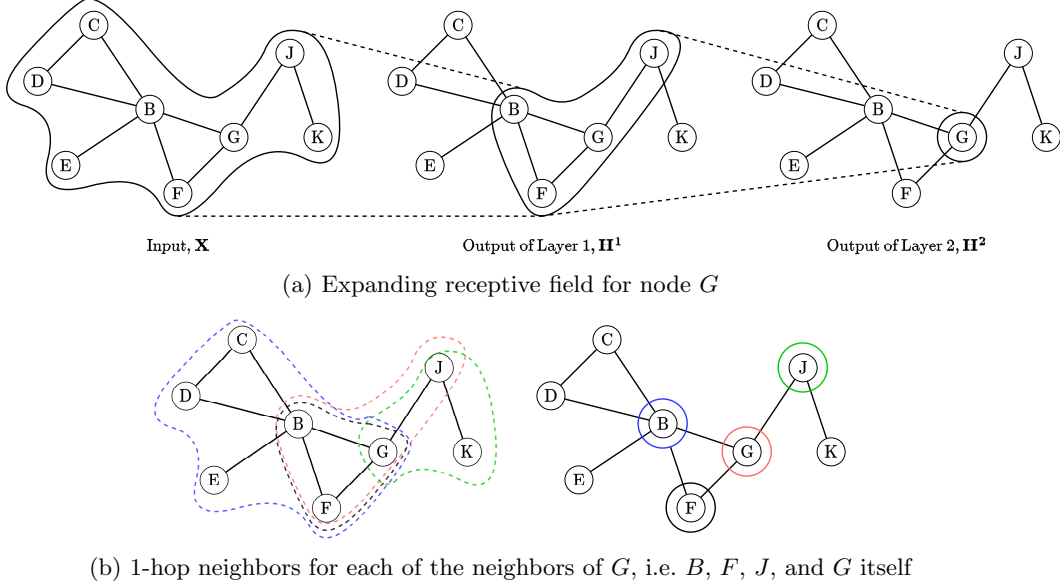 C
J
D
B
G
K
E
F
C
J
D
B
G
K
E
F
C
J
D
B
G
K
E
F
Input, X
Output of Layer 1, H¹
Output of Layer 2, H²
(a) Expanding receptive field for node G
C
J
D
B
G
K
E
F
C
J
D
B
G
K
E
F
(b) 1-hop neighbors for each of the neighbors of G, i.e. B, F, J, and G itself